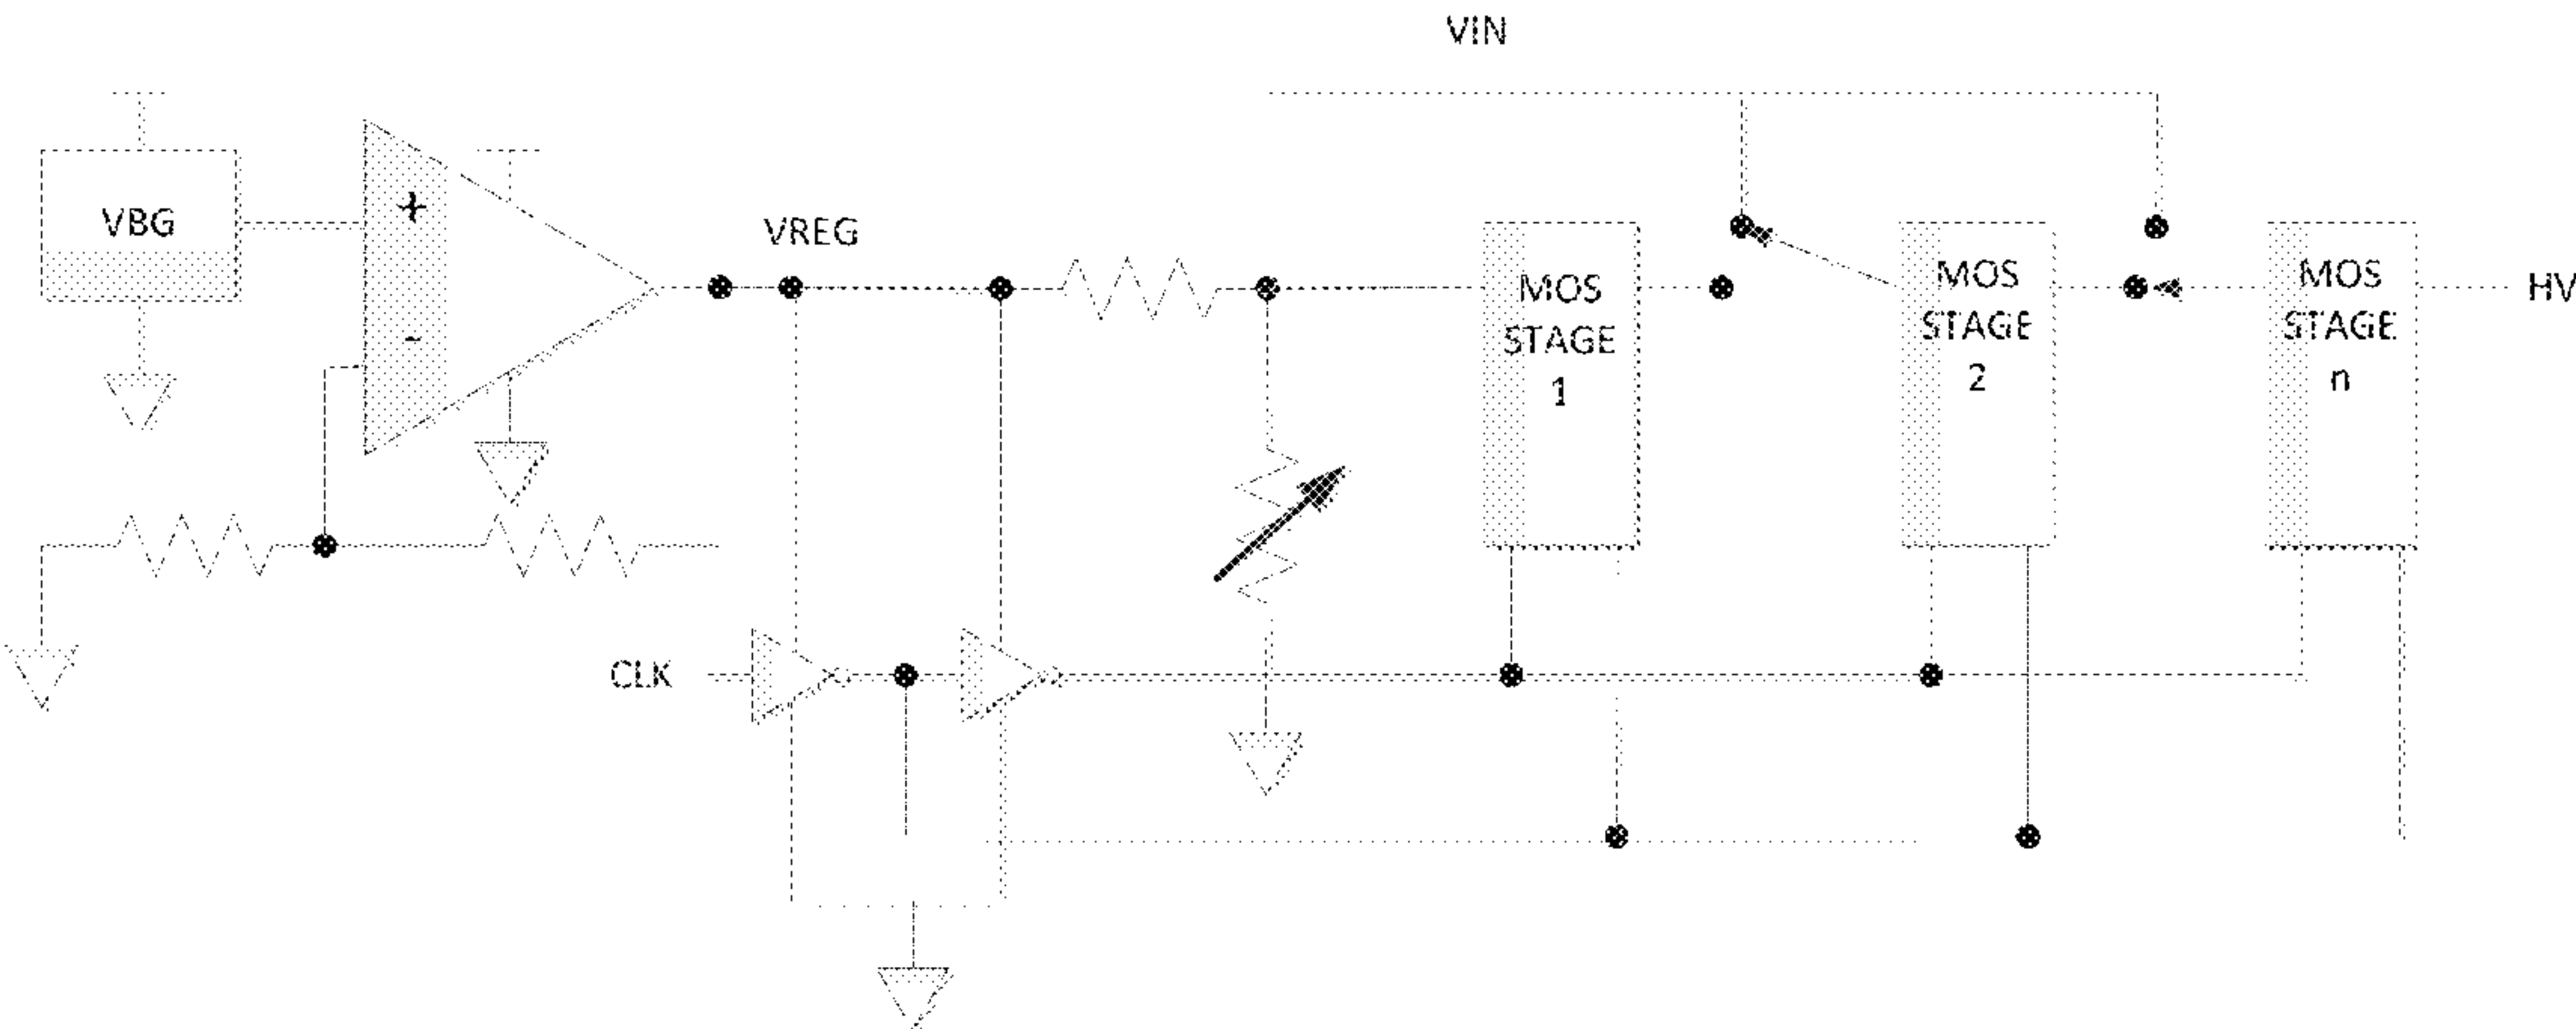 VIN
VBG
+
-
VREG
MOS
STAGE
1
MOS
STAGE
2
MOS
STAGE
n
HV
CLK